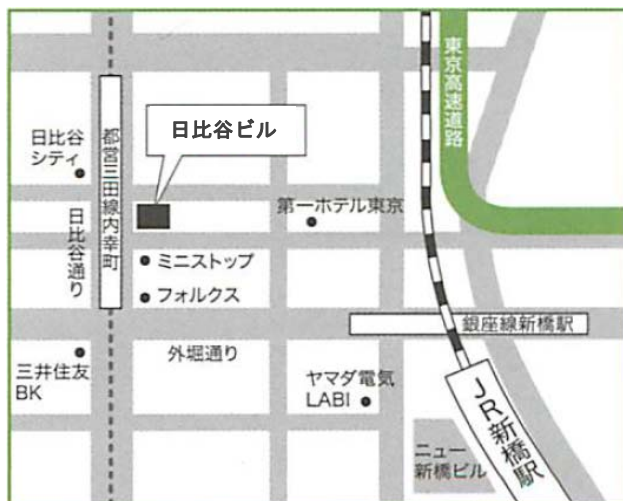 東京高速道路
日比谷
シティ
都営三田線内幸町
日比谷ビル
日比谷通り
第一ホテル東京
ミニストップ
フォルクス
銀座線新橋駅
外堀通り
三井住友
BK
ヤマダ電気
LABI
JR新橋駅
ニュー
新橋ビル